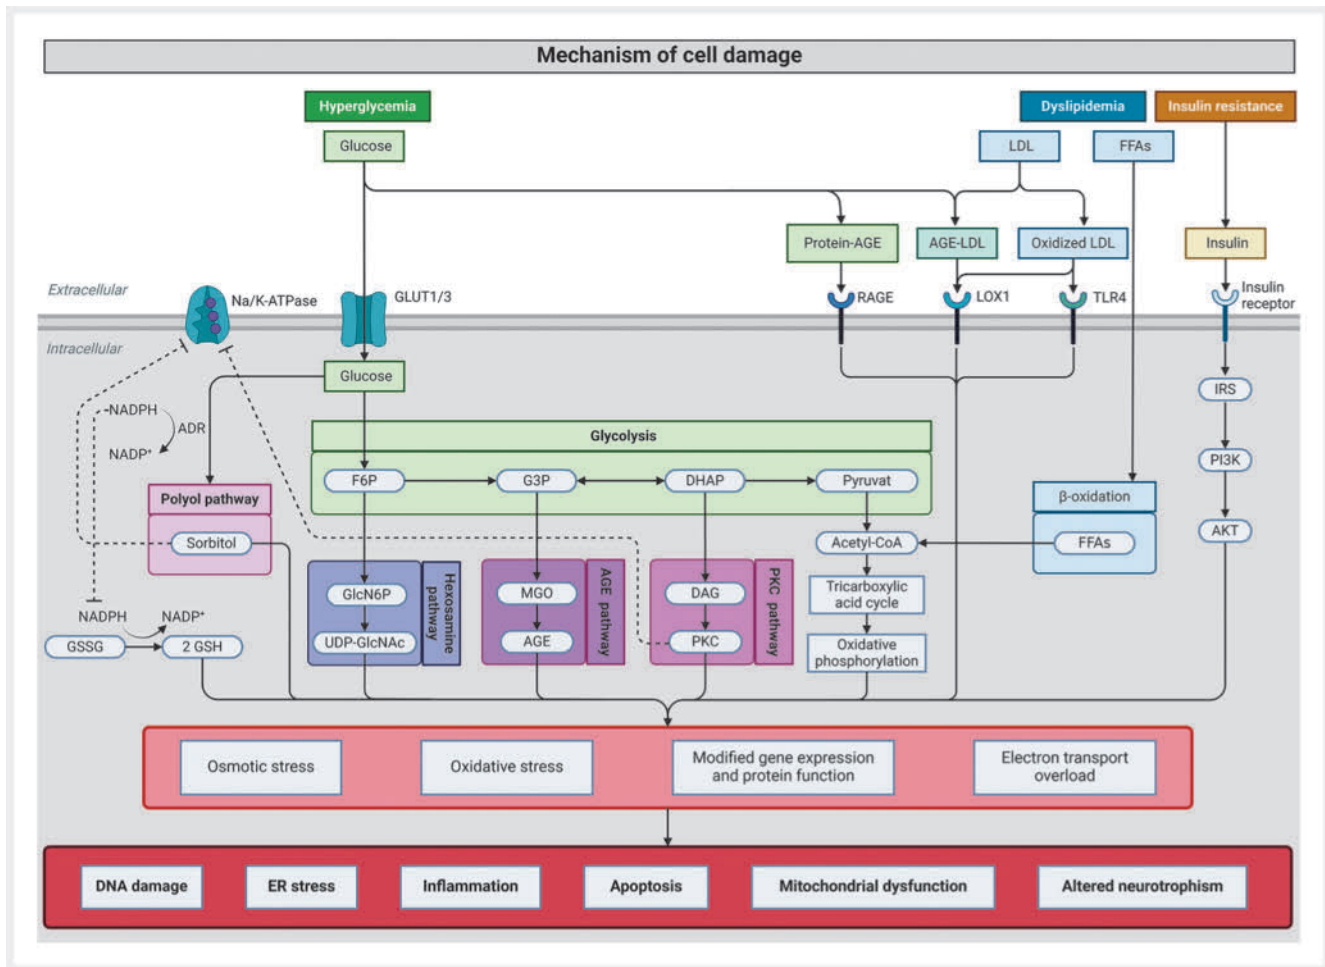 Mechanism of cell damage
Hyperglycemia
Dyslipidemia
Insulin resistance
Glucose
LDL
FFAs
Protein-AGE
AGE-LDL
Oxidized LDL
Insulin
Extracellular
Na/K-ATPase
GLUT1/3
RAGE
LOX1
TLR4
Insulin
receptor
Intracellular
Glucose
IRS
NADPH
ADR
NADP⁺
Glycolysis
F6P
G3P
DHAP
Pyruvat
PI3K
Polyol pathway
Sorbitol
β-oxidation
FFAs
Acetyl-CoA
AKT
GlcN6P
UDP-GlcNAc
Hexosamine
pathway
MGO
AGE
AGE pathway
DAG
PKC
PKC pathway
Tricarboxylic
acid cycle
Oxidative
phosphorylation
NADPH
NADP⁺
GSSG
2 GSH
Osmotic stress
Oxidative stress
Modified gene expression
and protein function
Electron transport
overload
DNA damage
ER stress
Inflammation
Apoptosis
Mitochondrial dysfunction
Altered neurotrophism